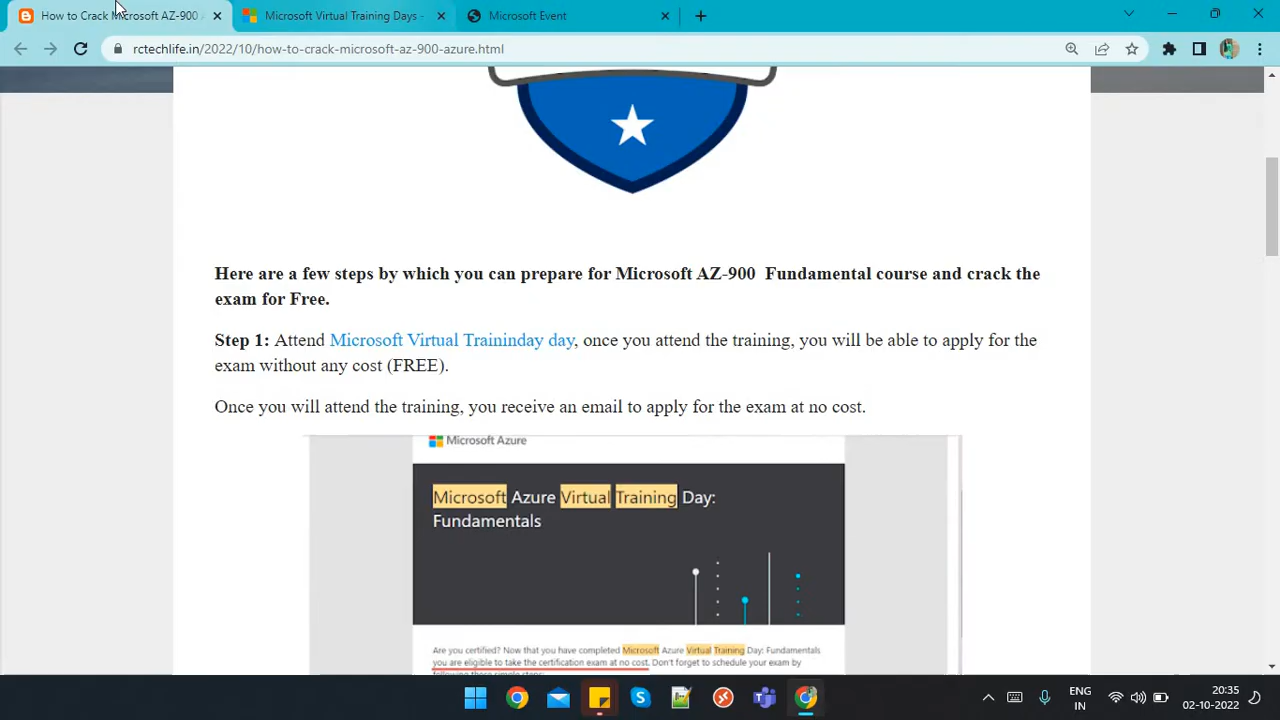 How to Crack Microsoft AZ-900
Microsoft Virtual Training Days -
Microsoft Event
rctechlife.in/2022/10/how-to-crack-microsoft-az-900-azure.html
Here are a few steps by which you can prepare for Microsoft AZ-900 Fundamental course and crack the
exam for Free.
Step 1: Attend Microsoft Virtual Traininday day, once you attend the training, you will be able to apply for the
exam without any cost (FREE).
Once you will attend the training, you receive an email to apply for the exam at no cost.
Microsoft Azure
Microsoft Azure Virtual Training Day:
Fundamentals
Are you certified? Now that you have completed Microsoft Azure Virtual Training Day: Fundamentals
you are eligible to take the certification exam at no cost. Don't forget to schedule your exam by
following these simple steps:
ENG
IN
20:35
02-10-2022